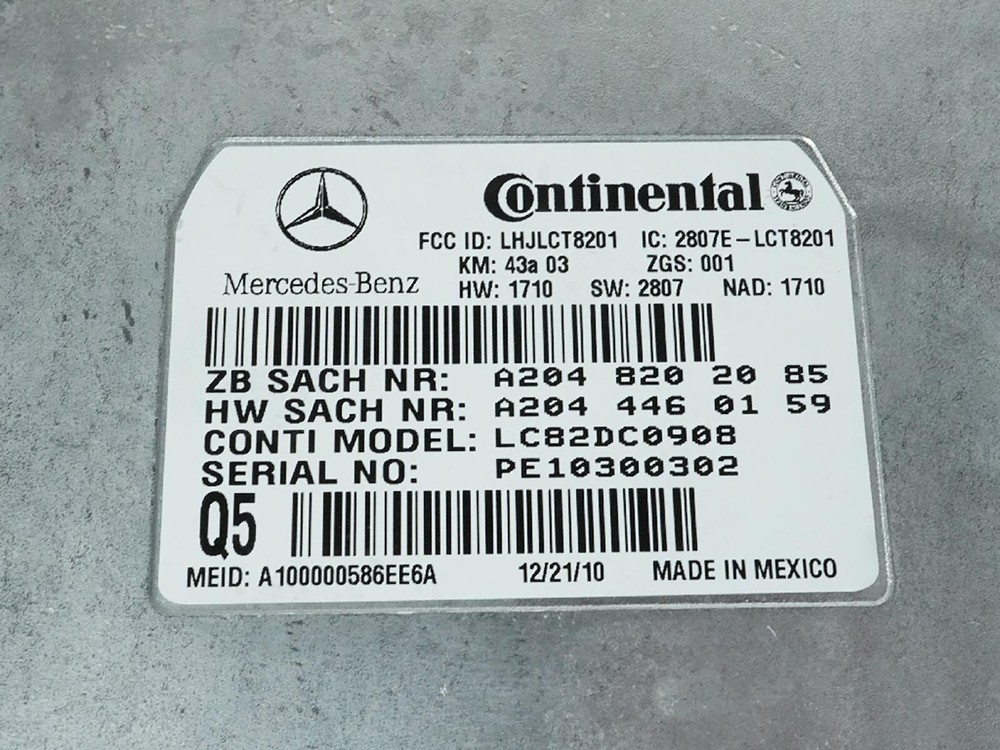 Continental
Mercedes-Benz
FCC ID: LHJLCT8201 IC: 2807E-LCT8201
KM: 43a 03 ZGS: 001
HW: 1710 SW: 2807 NAD: 1710
ZB SACH NR: A204 820 20 85
HW SACH NR: A204 446 01 59
CONTI MODEL: LC82DC0908
SERIAL NO: PE10300302
Q5
MEID: A100000586EE6A 12/21/10 MADE IN MEXICO